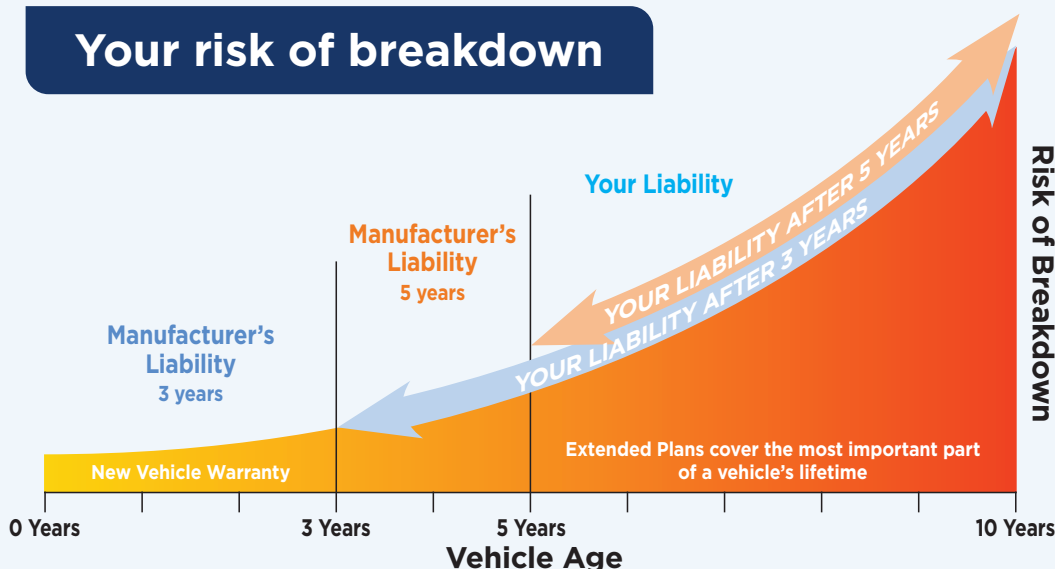 Your risk of breakdown
Your Liability
Manufacturer's
Liability
5 years
Manufacturer's
Liability
3 years
YOUR LIABILITY AFTER 5 YEARS
YOUR LIABILITY AFTER 3 YEARS
Risk of Breakdown
New Vehicle Warranty
Extended Plans cover the most important part
of a vehicle's lifetime
0 Years
3 Years
5 Years
10 Years
Vehicle Age